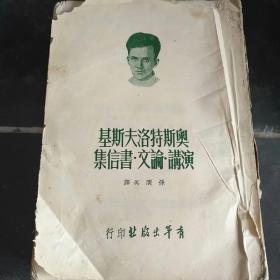 奧斯特洛夫斯基
演講·論文·書信集
孫廣英譯
青年出版社印行